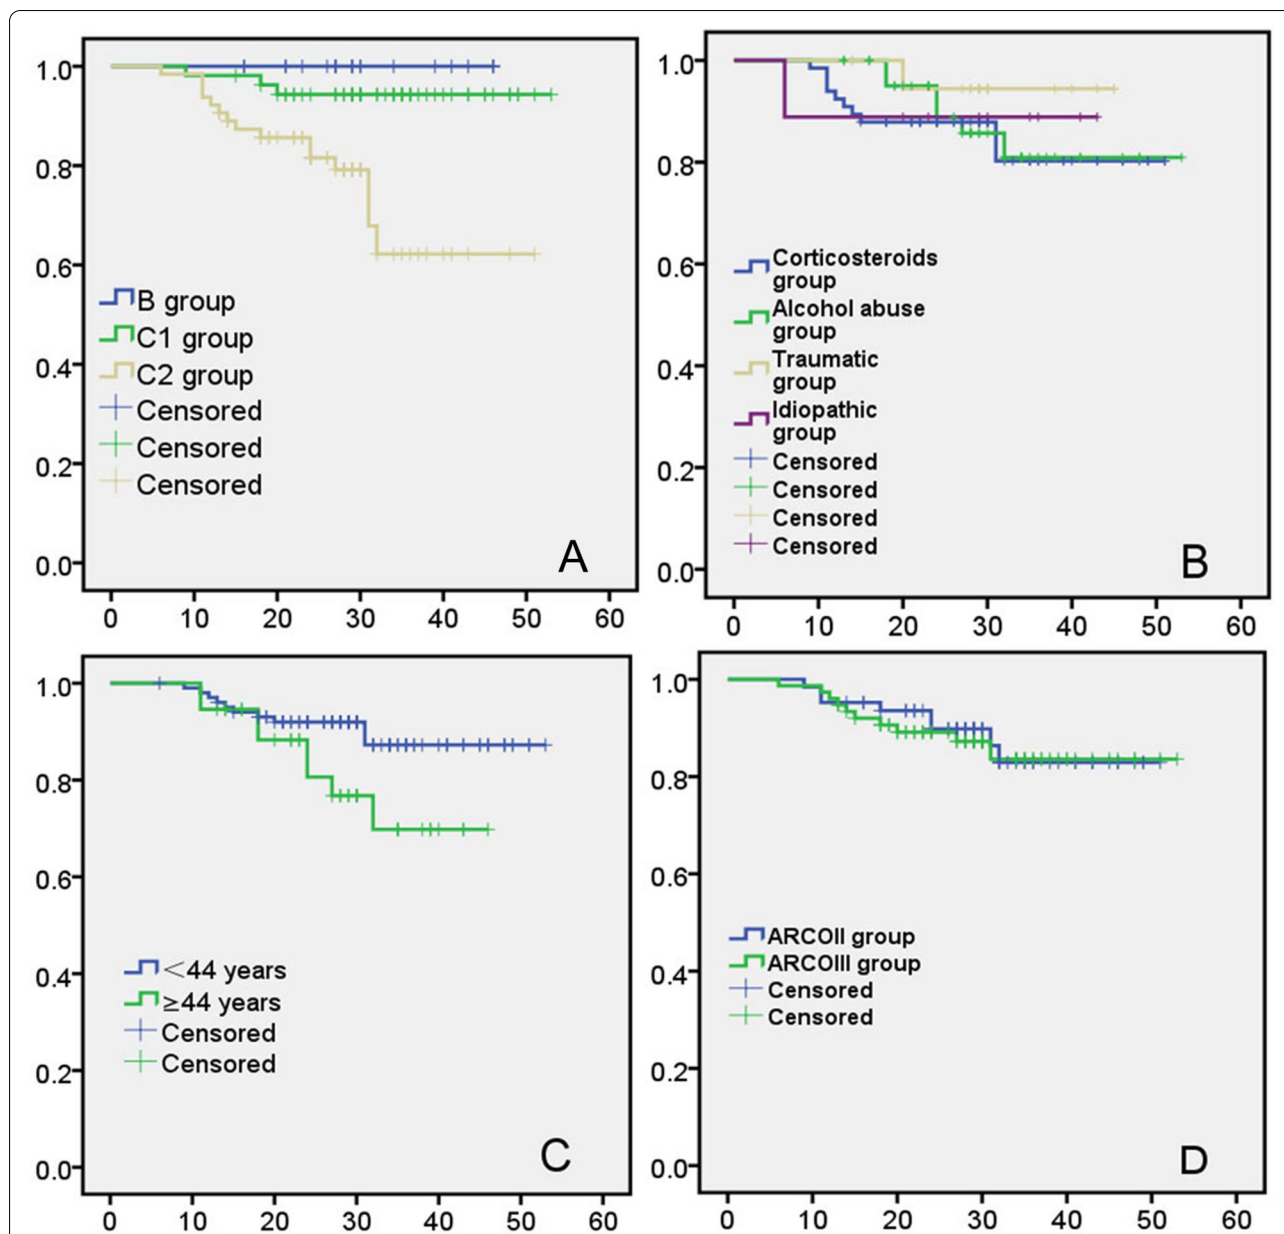 1.0
0.8
0.6
0.4
0.2
0.0
B group
C1 group
C2 group
Censored
Censored
Censored
A
0 10 20 30 40 50 60
1.0
0.8
0.6
0.4
0.2
0.0
Corticosteroids
group
Alcohol abuse
group
Traumatic
group
Idiopathic
group
Censored
Censored
Censored
Censored
B
0 10 20 30 40 50 60
1.0
0.8
0.6
0.4
0.2
0.0
<44 years
≥44 years
Censored
Censored
C
0 10 20 30 40 50 60
1.0
0.8
0.6
0.4
0.2
0.0
ARCOII group
ARCOIII group
Censored
Censored
D
0 10 20 30 40 50 60